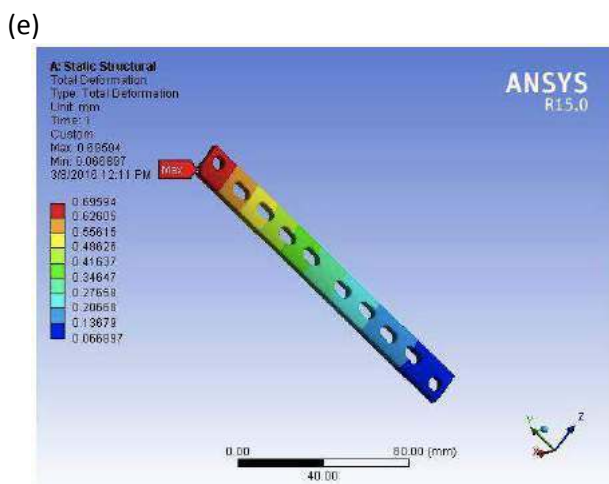 (e)
A: Static Structural
Total Deformation
Type: Total Deformation
Unit: mm
Time: 1
Custom
Max: 0.69594
Min: 0.066897
3/8/2016 12:11 PM
ANSYS
R15.0
Max
0.69594
0.62605
0.55615
0.48626
0.41637
0.34647
0.27658
0.20668
0.13679
0.066897
0.00
80.00 (mm)
40.00
Y
Z
X